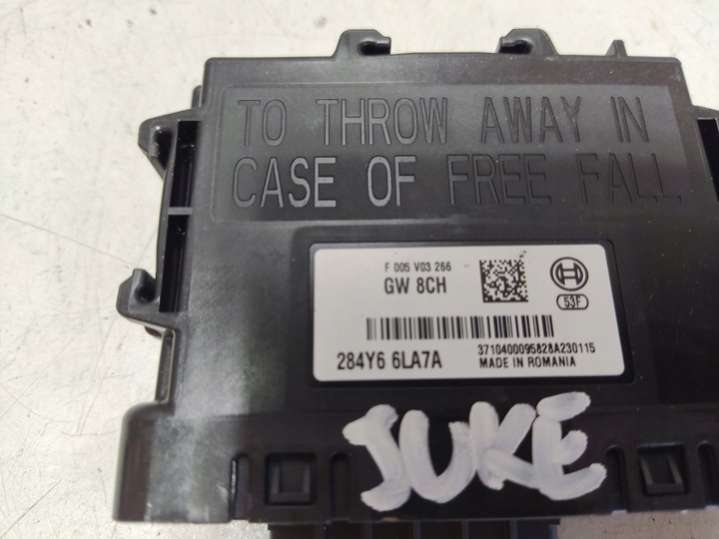 TO THROW AWAY IN
CASE OF FREE FALL
F 005 V03 266
GW 8CH
53F
284Y6 6LA7A
3710400095828A230115
MADE IN ROMANIA
JUKE